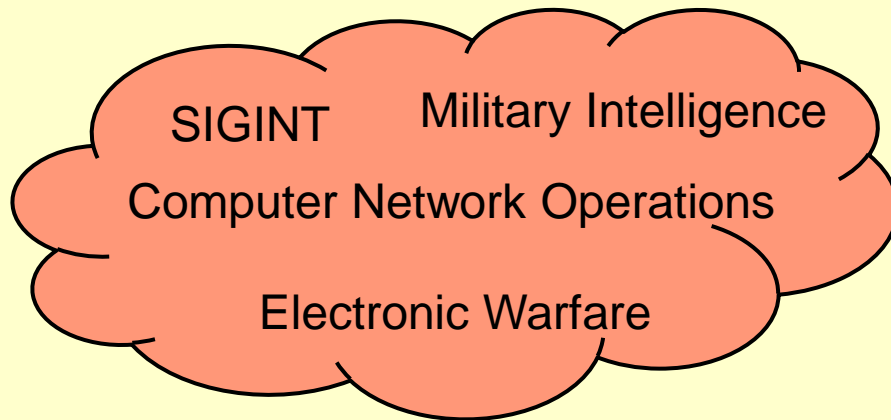 SIGINT
Military Intelligence
Computer Network Operations
Electronic Warfare